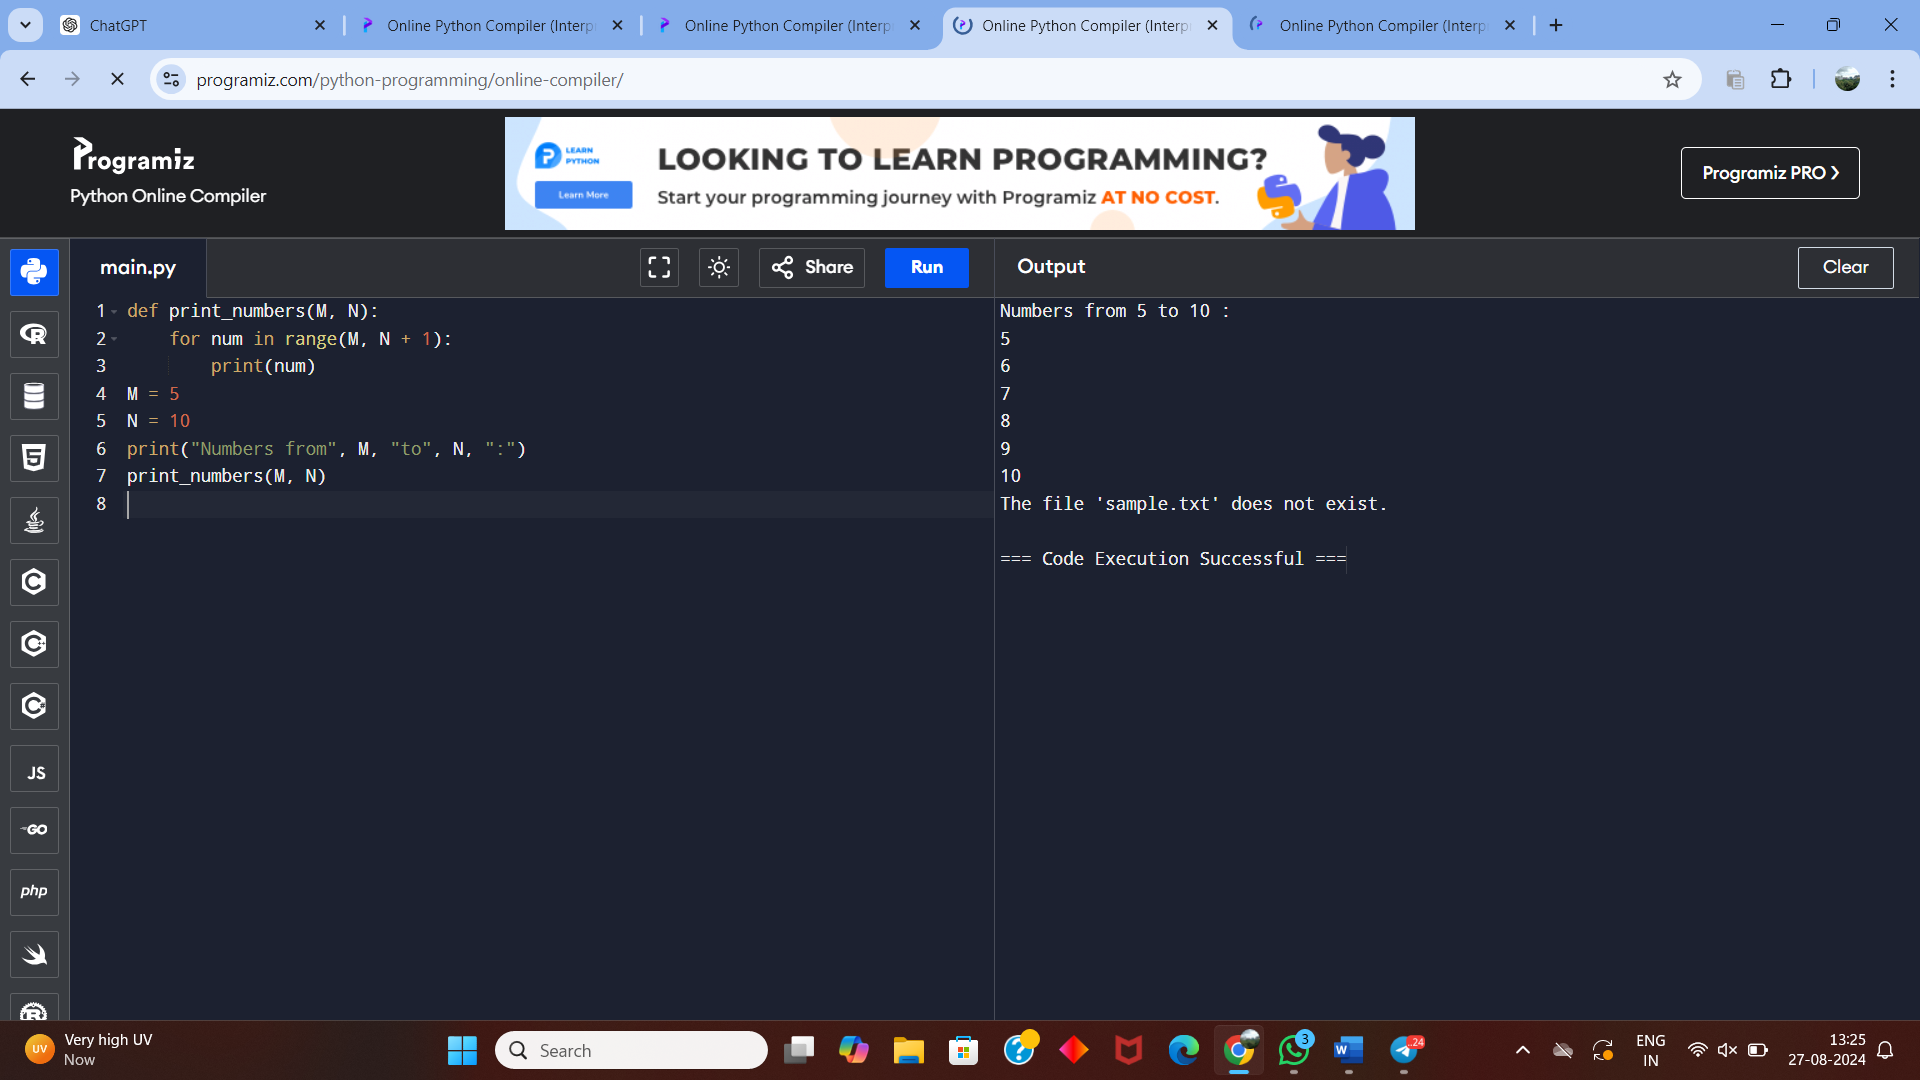 ChatGPT
Online Python Compiler (Interp
Online Python Compiler (Interp
Online Python Compiler (Interp
Online Python Compiler (Interp
programiz.com/python-programming/online-compiler/
Programiz
Python Online Compiler
LEARN
PYTHON
Learn More
LOOKING TO LEARN PROGRAMMING?
Start your programming journey with Programiz AT NO COST.
Programiz PRO ❯
main.py
Share
Run
Output
Clear
1 def print_numbers(M, N):
2     for num in range(M, N + 1):
3         print(num)
4 M = 5
5 N = 10
6 print("Numbers from", M, "to", N, ":")
7 print_numbers(M, N)
8
Numbers from 5 to 10 :
5
6
7
8
9
10
The file 'sample.txt' does not exist.
=== Code Execution Successful ===
R
5
C
C
C
JS
GO
php
R
UV
Very high UV
Now
Search
3
W
24
ENG
IN
13:25
27-08-2024